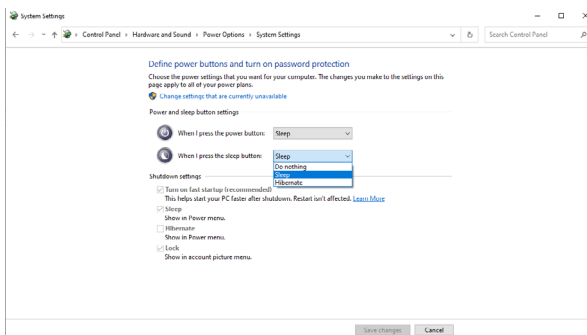 System Settings
Control Panel > Hardware and Sound > Power Options > System Settings
Search Control Panel
Define power buttons and turn on password protection
Choose the power settings that you want for your computer. The changes you make to the settings on this
page apply to all of your power plans.
Change settings that are currently unavailable
Power and sleep button settings
When I press the power button: Sleep
When I press the sleep button: Sleep
Do nothing
Sleep
Hibernate
Shutdown settings
Turn on fast startup (recommended)
This helps start your PC faster after shutdown. Restart isn't affected. Learn More
Sleep
Show in Power menu.
Hibernate
Show in Power menu.
Lock
Show in account picture menu.
Save changes Cancel